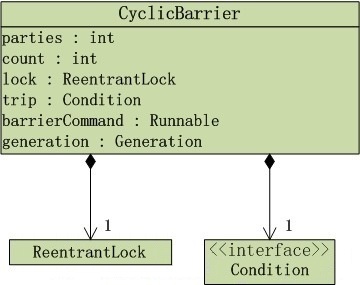 CyclicBarrier
parties : int
count : int
lock : ReentrantLock
trip : Condition
barrierCommand : Runnable
generation : Generation
1
1
ReentrantLock
<<interface>>
Condition